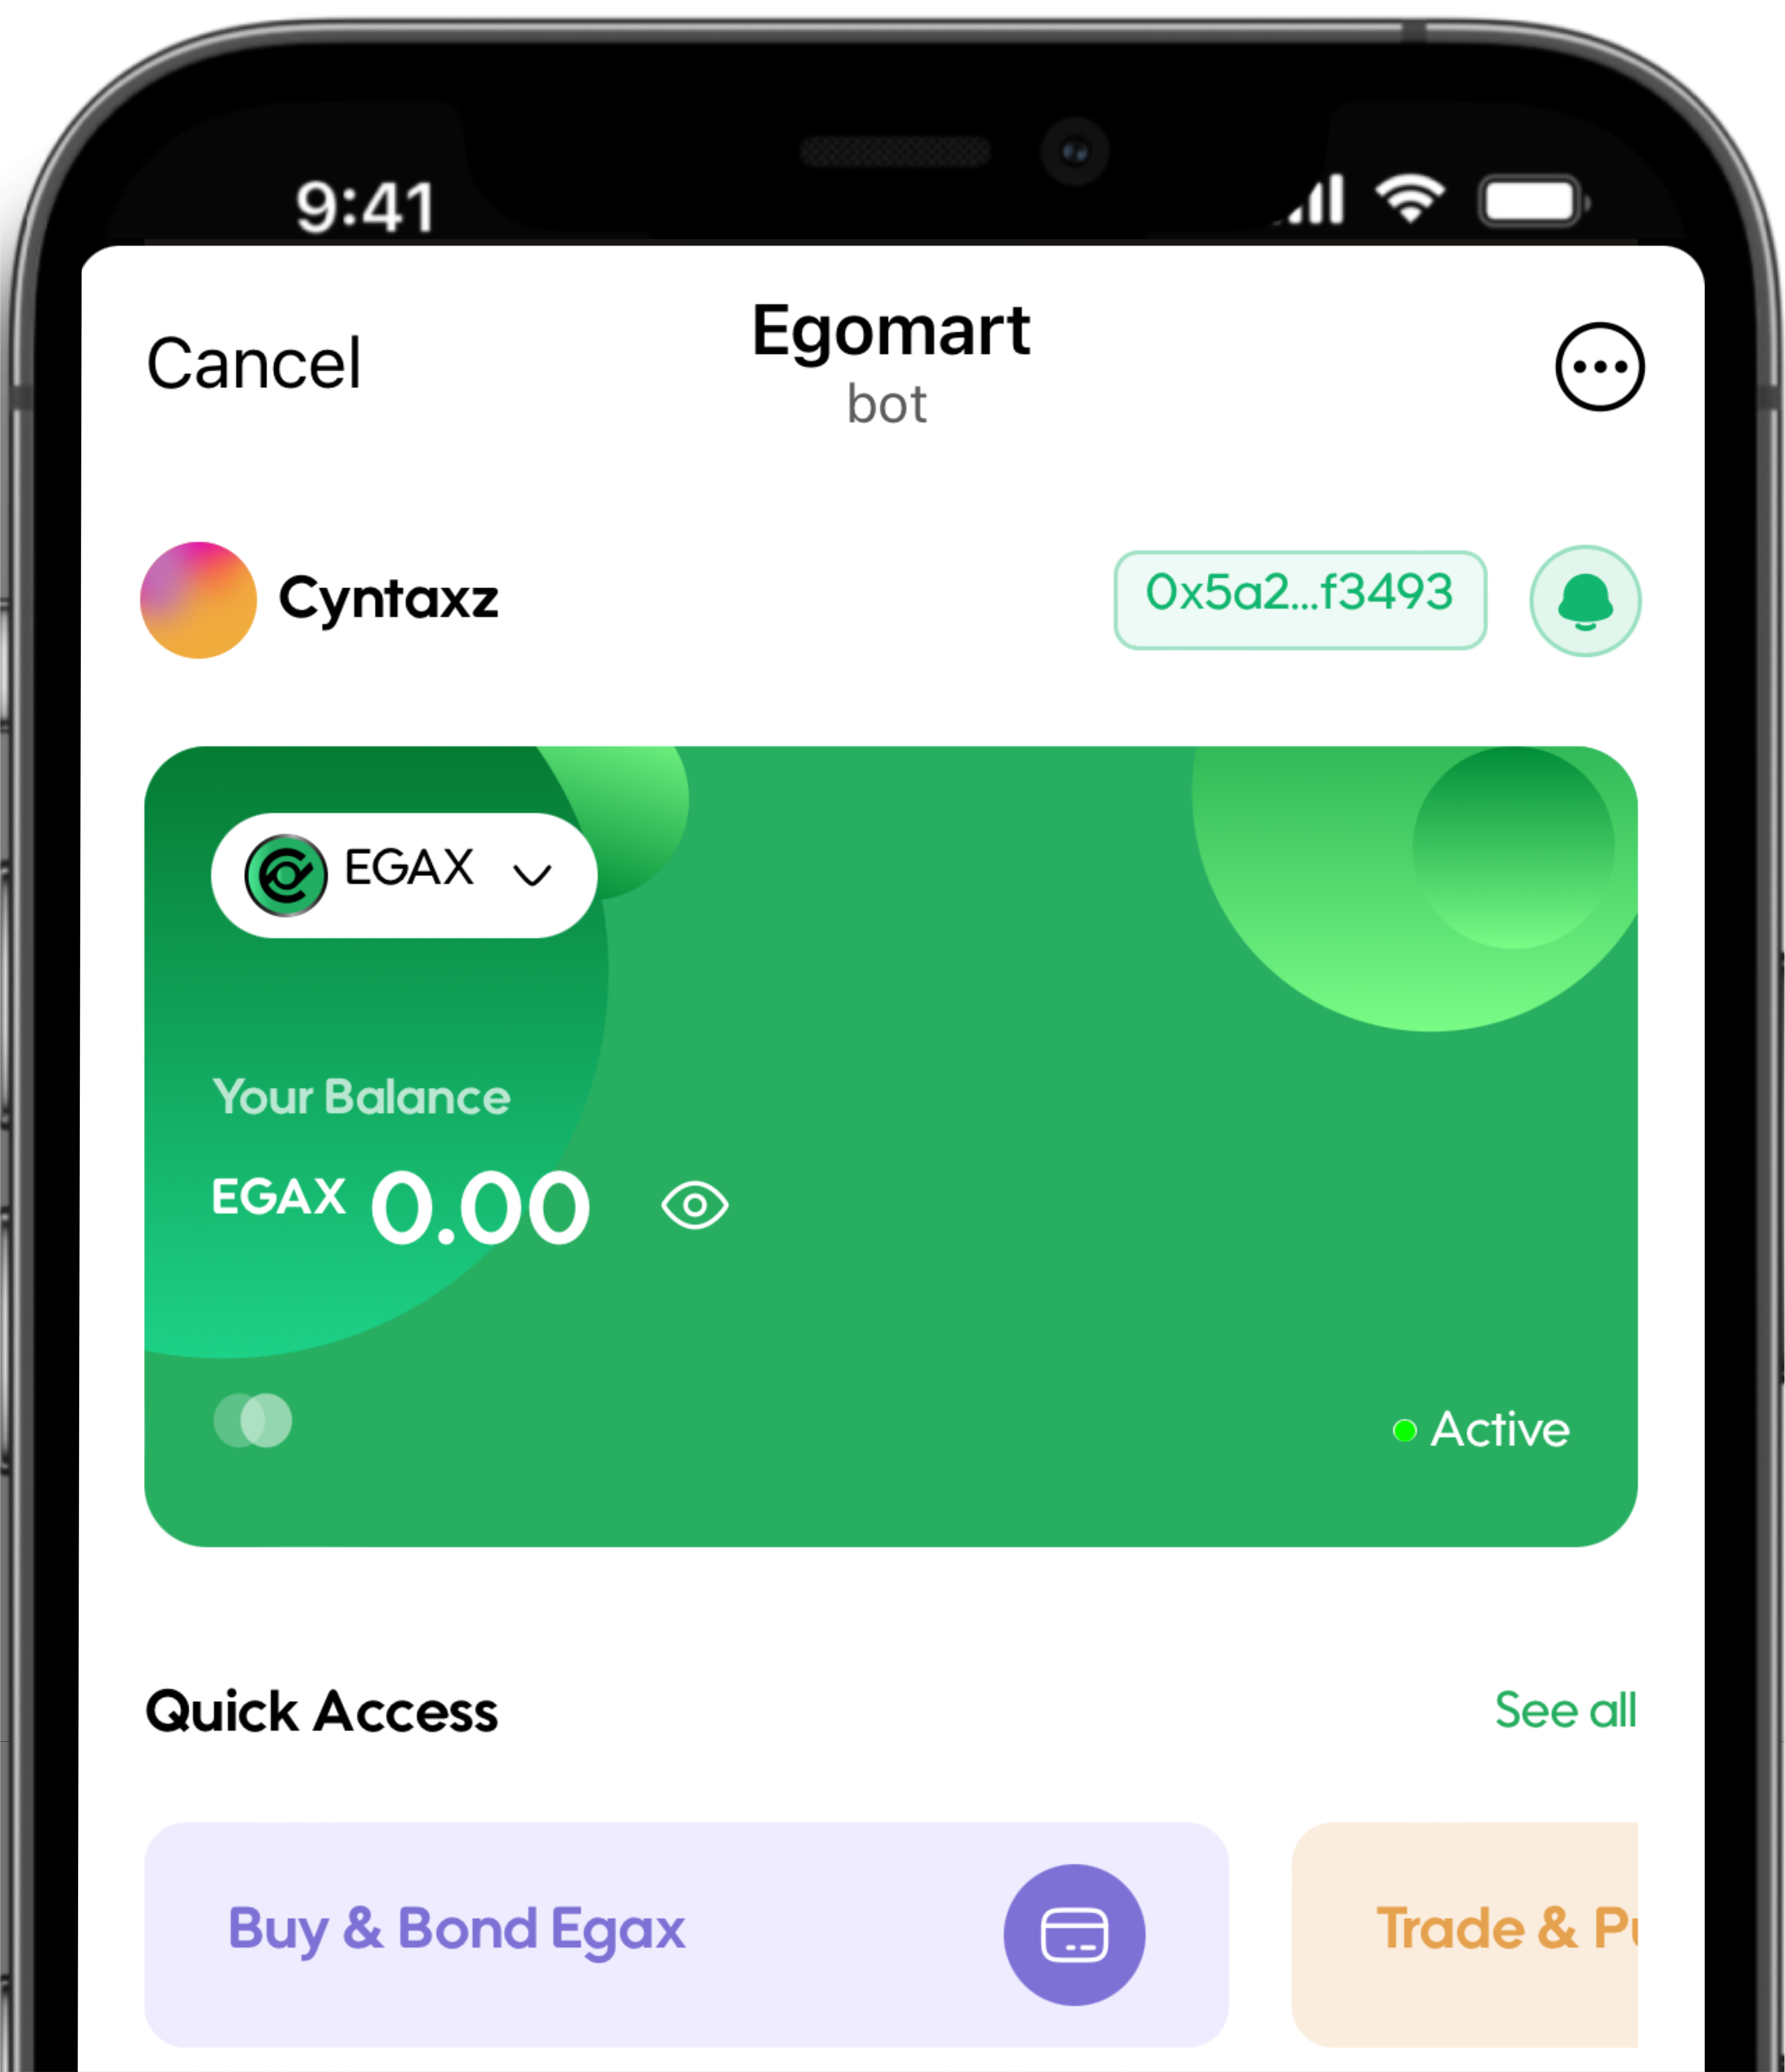 9:41
Cancel
Egomart
bot
Cyntaxz
0x5a2...f3493
EGAX
Your Balance
EGAX 0.00
Active
Quick Access
See all
Buy & Bond Egax
Trade &